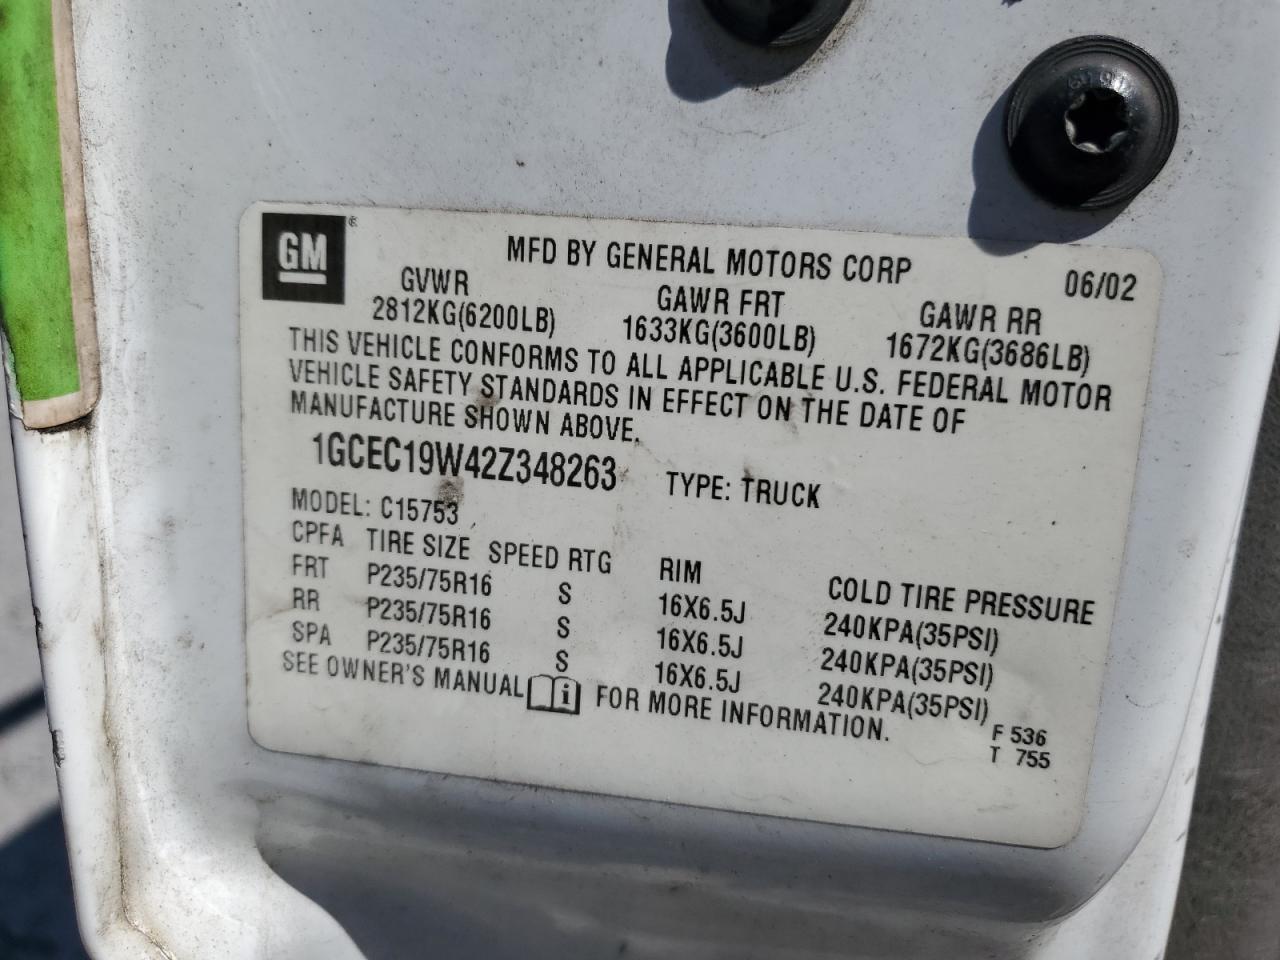 GM ®
MFD BY GENERAL MOTORS CORP 06/02
GVWR GAWR FRT GAWR RR
2812KG(6200LB) 1633KG(3600LB) 1672KG(3686LB)
THIS VEHICLE CONFORMS TO ALL APPLICABLE U.S. FEDERAL MOTOR
VEHICLE SAFETY STANDARDS IN EFFECT ON THE DATE OF
MANUFACTURE SHOWN ABOVE.
1GCEC19W42Z348263 TYPE: TRUCK
MODEL: C15753
CPFA TIRE SIZE SPEED RTG RIM COLD TIRE PRESSURE
FRT P235/75R16 S 16X6.5J 240KPA(35PSI)
RR P235/75R16 S 16X6.5J 240KPA(35PSI)
SPA P235/75R16 S 16X6.5J 240KPA(35PSI)
SEE OWNER'S MANUAL i FOR MORE INFORMATION.
F 536
T 755